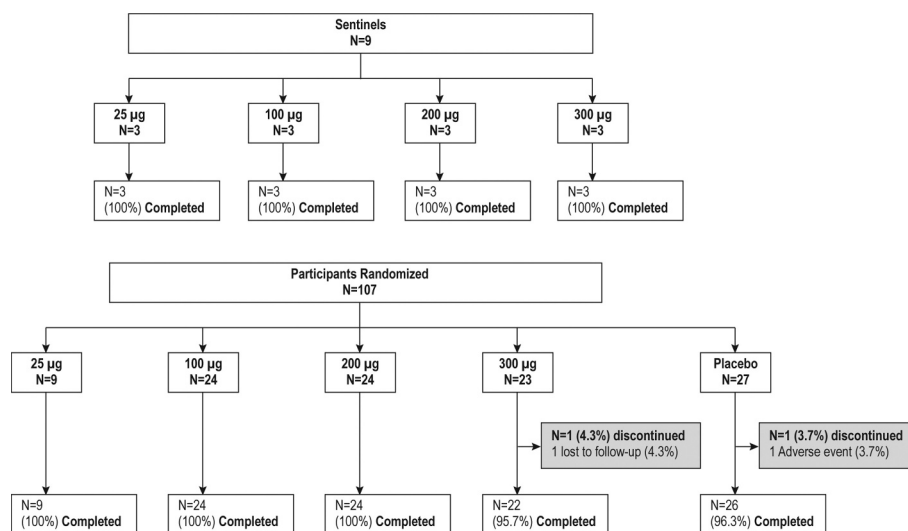 Sentinels
N=9
25 µg
N=3
100 µg
N=3
200 µg
N=3
300 µg
N=3
N=3
(100%) Completed
N=3
(100%) Completed
N=3
(100%) Completed
N=3
(100%) Completed
Participants Randomized
N=107
25 µg
N=9
100 µg
N=24
200 µg
N=24
300 µg
N=23
Placebo
N=27
N=1 (4.3%) discontinued
1 lost to follow-up (4.3%)
N=1 (3.7%) discontinued
1 Adverse event (3.7%)
N=9
(100%) Completed
N=24
(100%) Completed
N=24
(100%) Completed
N=22
(95.7%) Completed
N=26
(96.3%) Completed